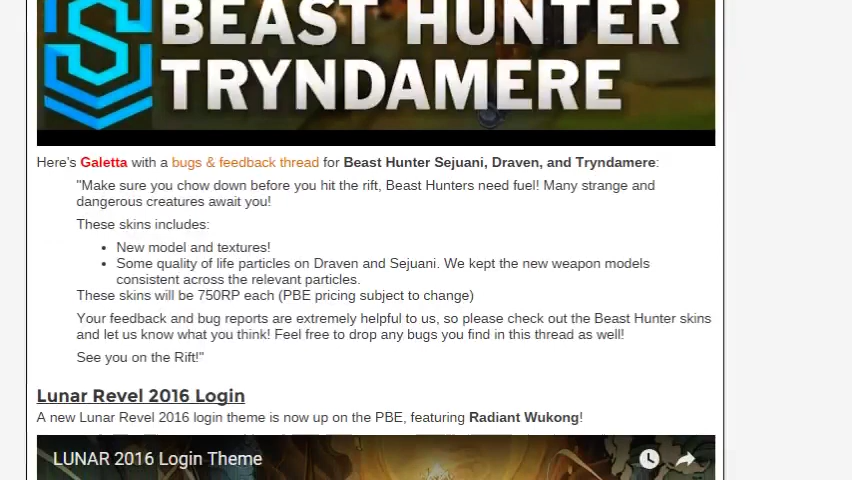 BEAST HUNTER
TRYNDAMERE
Here's Galetta with a bugs & feedback thread for Beast Hunter Sejuani, Draven, and Tryndamere:
"Make sure you chow down before you hit the rift, Beast Hunters need fuel! Many strange and
dangerous creatures await you!
These skins includes:
• New model and textures!
• Some quality of life particles on Draven and Sejuani. We kept the new weapon models
consistent across the relevant particles.
These skins will be 750RP each (PBE pricing subject to change)
Your feedback and bug reports are extremely helpful to us, so please check out the Beast Hunter skins
and let us know what you think! Feel free to drop any bugs you find in this thread as well!
See you on the Rift!"
Lunar Revel 2016 Login
A new Lunar Revel 2016 login theme is now up on the PBE, featuring Radiant Wukong!
LUNAR 2016 Login Theme